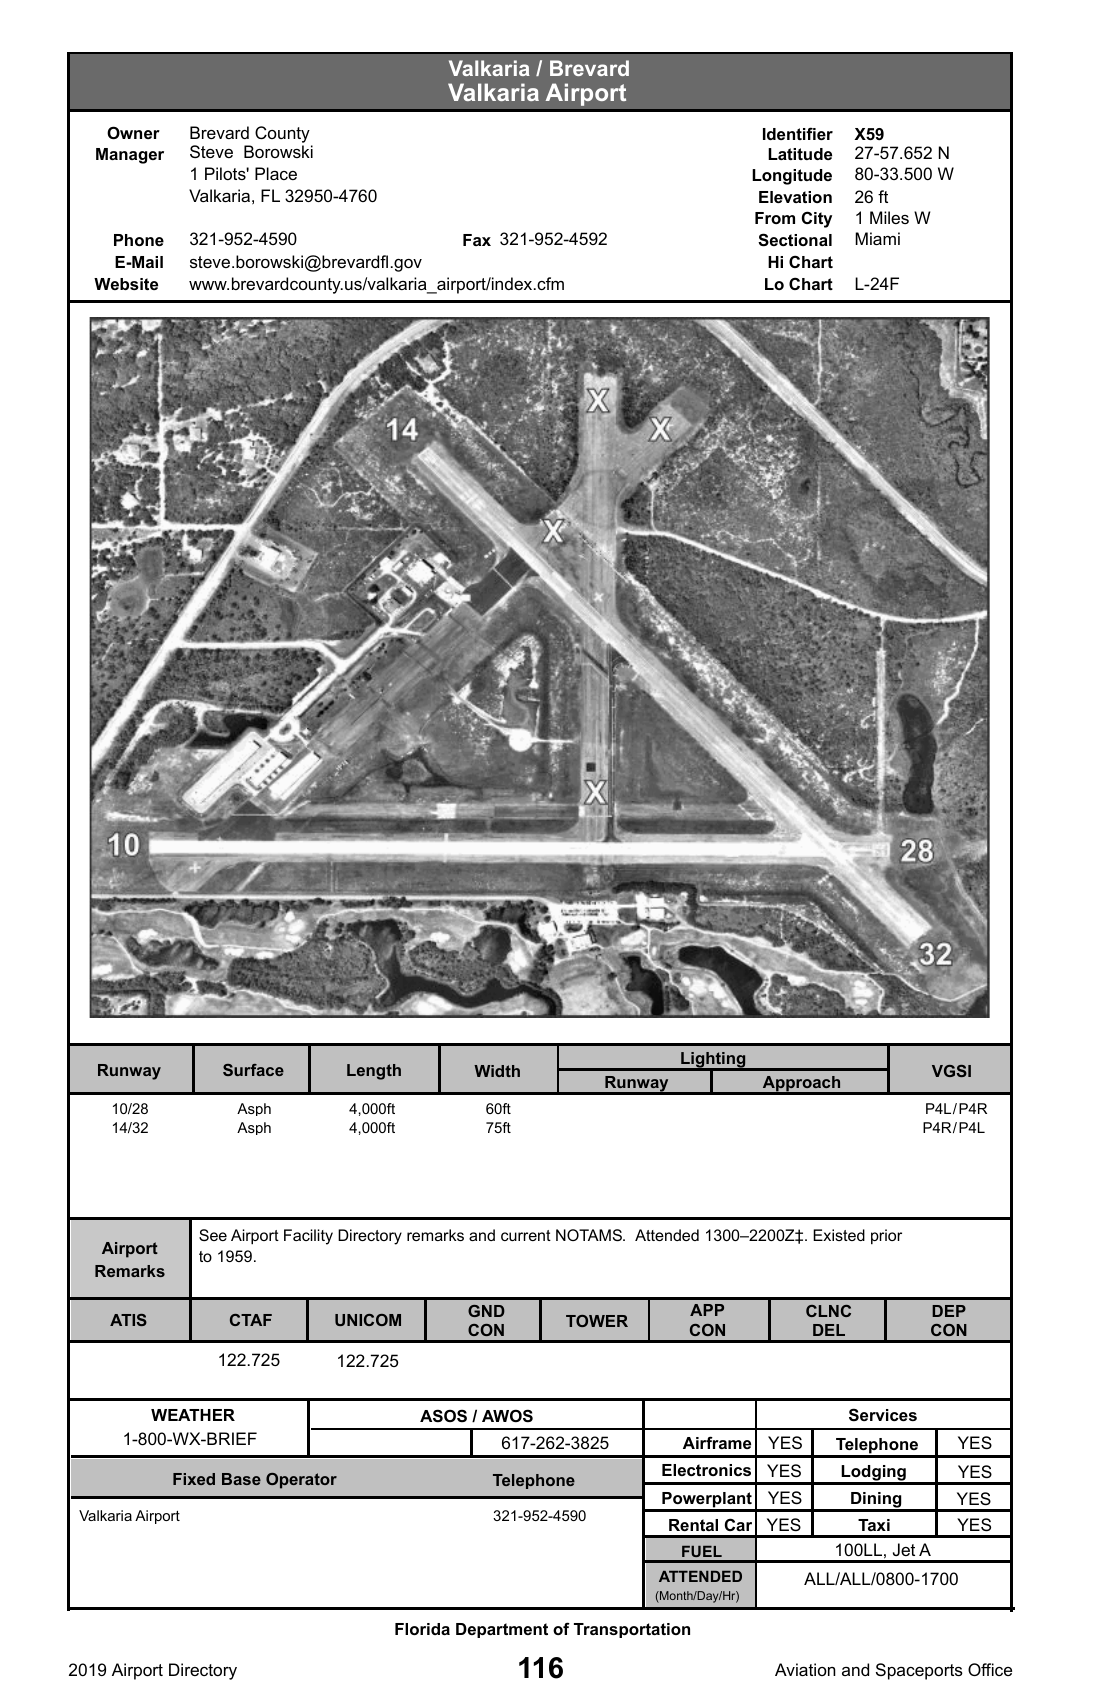 Valkaria / Brevard
Valkaria Airport
Owner Brevard County
Manager Steve Borowski
1 Pilots' Place
Valkaria, FL 32950-4760
Phone 321-952-4590 Fax 321-952-4592
E-Mail steve.borowski@brevardfl.gov
Website www.brevardcounty.us/valkaria_airport/index.cfm
Identifier X59
Latitude 27-57.652 N
Longitude 80-33.500 W
Elevation 26 ft
From City 1 Miles W
Sectional Miami
Hi Chart
Lo Chart L-24F
X
14 X
X
X
10 28
32
Runway Surface Length Width Lighting VGSI
Runway Approach
10/28 Asph 4,000ft 60ft P4L/P4R
14/32 Asph 4,000ft 75ft P4R/P4L
Airport Remarks
See Airport Facility Directory remarks and current NOTAMS. Attended 1300–2200Z‡. Existed prior
to 1959.
ATIS CTAF UNICOM GND CON TOWER APP CON CLNC DEL DEP CON
122.725 122.725
WEATHER ASOS / AWOS Services
1-800-WX-BRIEF 617-262-3825
Airframe YES Telephone YES
Electronics YES Lodging YES
Powerplant YES Dining YES
Rental Car YES Taxi YES
Fixed Base Operator Telephone
Valkaria Airport 321-952-4590
FUEL 100LL, Jet A
ATTENDED ALL/ALL/0800-1700
(Month/Day/Hr)
Florida Department of Transportation
2019 Airport Directory 116 Aviation and Spaceports Office